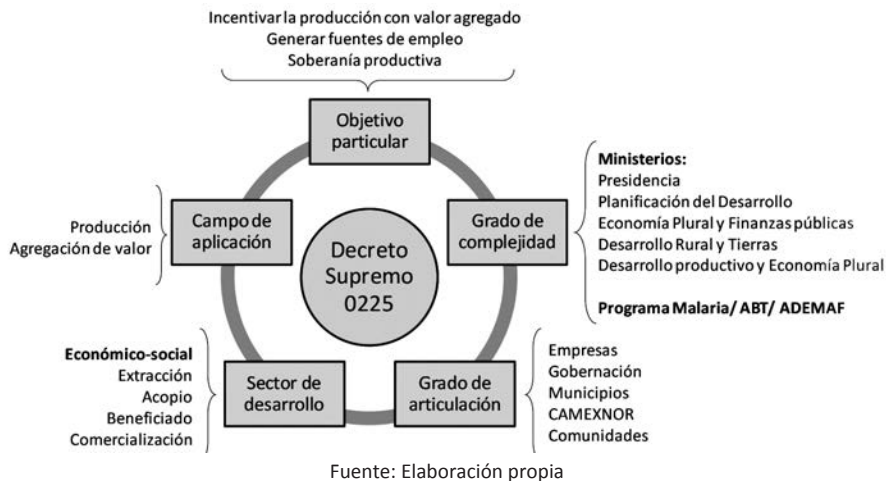 Incentivar la producción con valor agregado
Generar fuentes de empleo
Soberanía productiva
Objetivo
particular
Ministerios:
Presidencia
Planificación del Desarrollo
Economía Plural y Finanzas públicas
Desarrollo Rural y Tierras
Desarrollo productivo y Economía Plural
Programa Malaria/ ABT/ ADEMAF
Grado de
complejidad
Producción
Agregación de valor
Campo de
aplicación
Decreto
Supremo
0225
Económico-social
Extracción
Acopio
Beneficiado
Comercialización
Sector de
desarrollo
Grado de
articulación
Empresas
Gobernación
Municipios
CAMEXNOR
Comunidades
Fuente: Elaboración propia